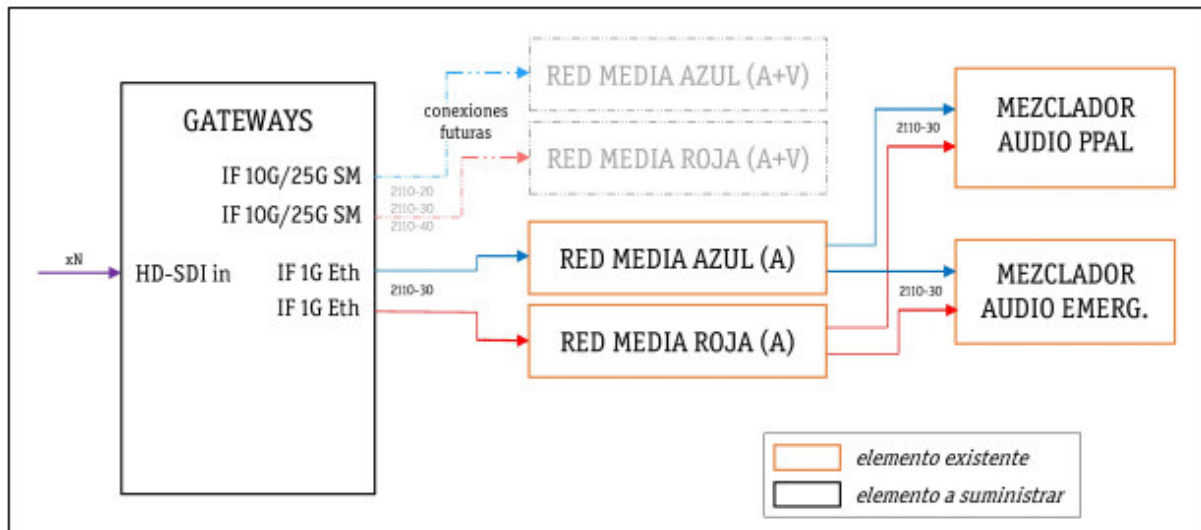 RED MEDIA AZUL (A+V)
GATEWAYS
conexiones
futuras
RED MEDIA ROJA (A+V)
MEZCLADOR
AUDIO PPAL
2110-30
IF 10G/25G SM
2110-20
IF 10G/25G SM
2110-30
2110-40
xN
HD-SDI in
IF 1G Eth
2110-30
IF 1G Eth
RED MEDIA AZUL (A)
RED MEDIA ROJA (A)
MEZCLADOR
AUDIO EMERG.
2110-30
elemento existente
elemento a suministrar